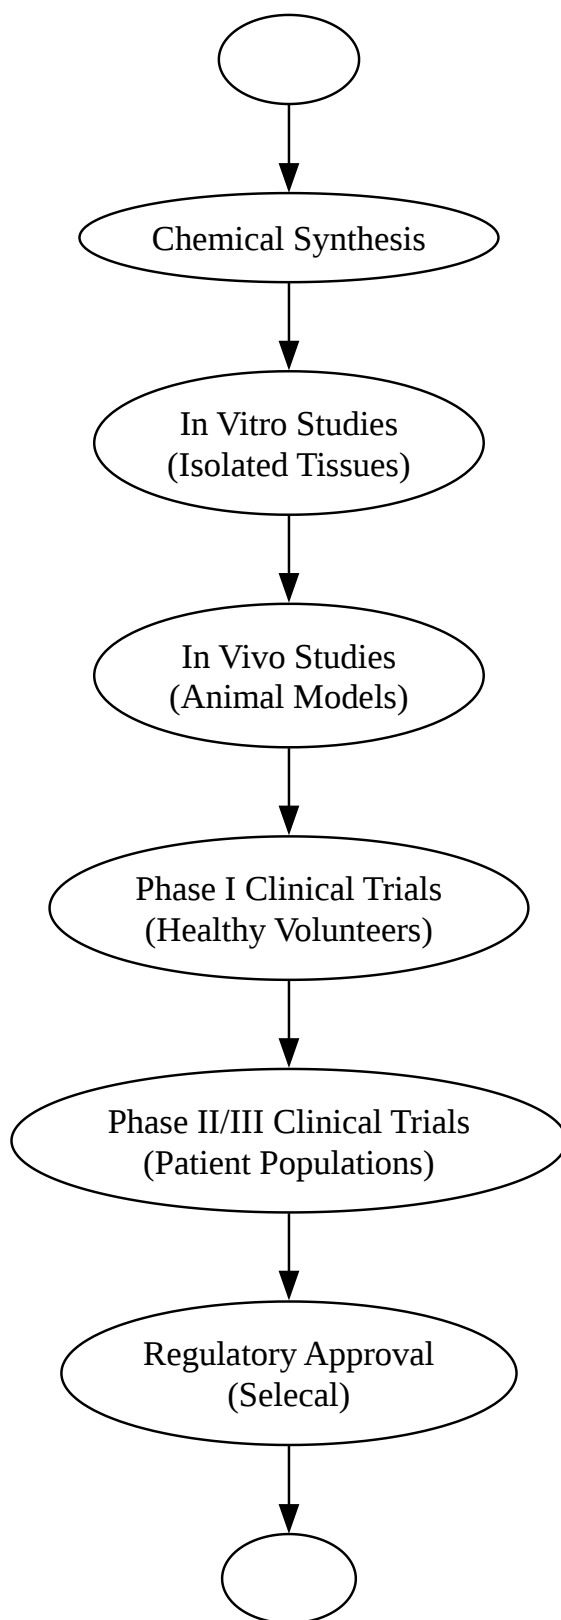 Chemical Synthesis
In Vitro Studies
(Isolated Tissues)
In Vivo Studies
(Animal Models)
Phase I Clinical Trials
(Healthy Volunteers)
Phase II/III Clinical Trials
(Patient Populations)
Regulatory Approval
(Selecal)